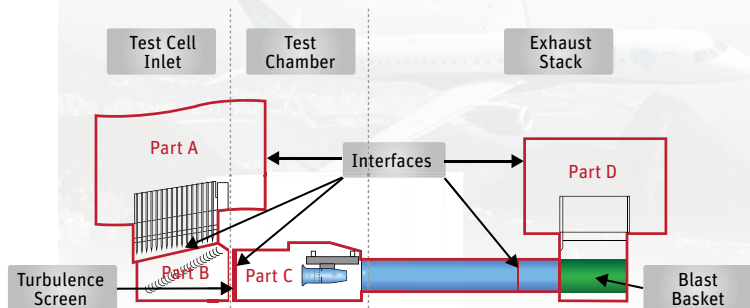 Test Cell
Inlet
Test
Chamber
Exhaust
Stack
Part A
Interfaces
Part D
Part B
Part C
Turbulence
Screen
Blast
Basket